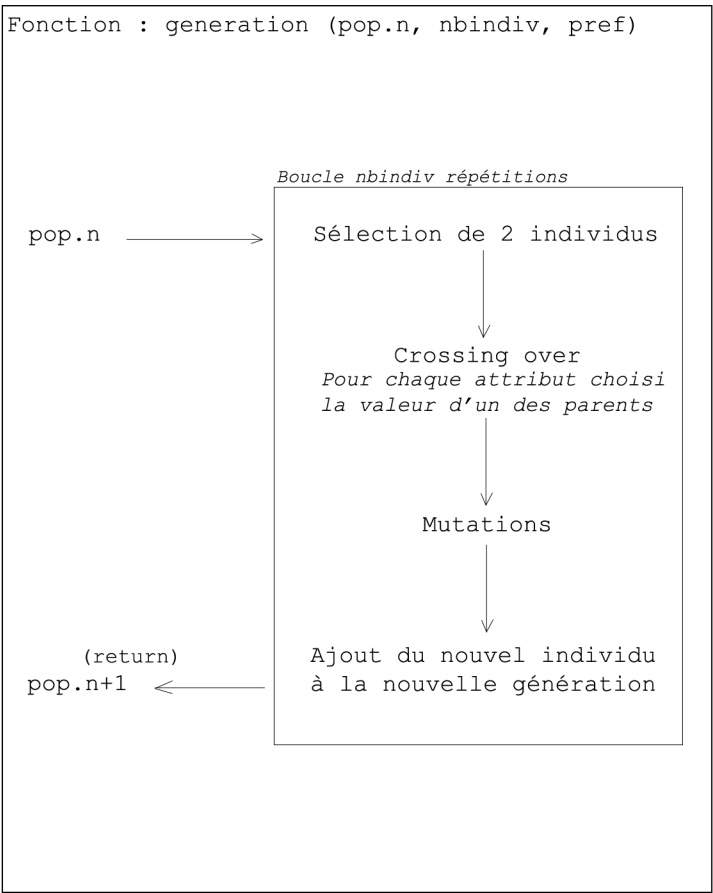 Fonction : generation (pop.n, nbindiv, pref)
Boucle nbindiv répétitions
pop.n
Sélection de 2 individus
Crossing over
Pour chaque attribut choisi
la valeur d'un des parents
Mutations
(return)
pop.n+1
Ajout du nouvel individu
à la nouvelle génération